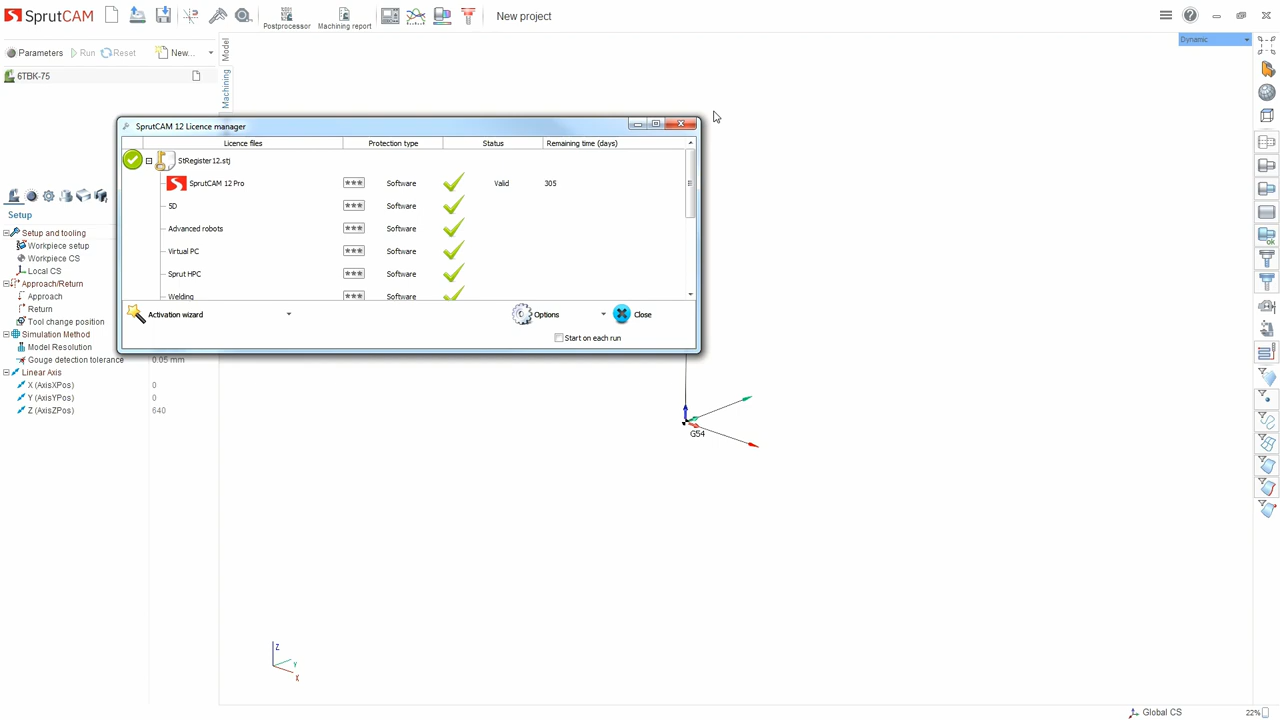 SprutCAM
Postprocessor
Machining report
New project
Parameters
Run
Reset
New...
Model
Machining
Dynamic
6TBK-75
SprutCAM 12 Licence manager
Licence files Protection type Status Remaining time (days)
StRegister12.stj
SprutCAM 12 Pro *** Software Valid 305
5D *** Software
Advanced robots *** Software
Virtual PC *** Software
Sprut HPC *** Software
Welding *** Software
Activation wizard
Options
Close
Start on each run
Setup
Setup and tooling
Workpiece setup
Workpiece CS
Local CS
Approach/Return
Approach
Return
Tool change position
Simulation Method
Model Resolution
Gouge detection tolerance 0.05 mm
Linear Axis
X (AxisXPos) 0
Y (AxisYPos) 0
Z (AxisZPos) 640
ok
G54
Z
Y
X
Global CS
22%